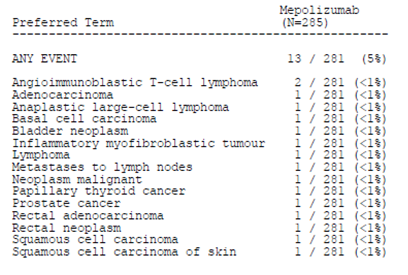 Mepolizumab
Preferred Term (N=285)
ANY EVENT 13 / 281 (5%)
Angioimmunoblastic T-cell lymphoma 2 / 281 (<1%)
Adenocarcinoma 1 / 281 (<1%)
Anaplastic large-cell lymphoma 1 / 281 (<1%)
Basal cell carcinoma 1 / 281 (<1%)
Bladder neoplasm 1 / 281 (<1%)
Inflammatory myofibroblastic tumour 1 / 281 (<1%)
Lymphoma 1 / 281 (<1%)
Metastases to lymph nodes 1 / 281 (<1%)
Neoplasm malignant 1 / 281 (<1%)
Papillary thyroid cancer 1 / 281 (<1%)
Prostate cancer 1 / 281 (<1%)
Rectal adenocarcinoma 1 / 281 (<1%)
Rectal neoplasm 1 / 281 (<1%)
Squamous cell carcinoma 1 / 281 (<1%)
Squamous cell carcinoma of skin 1 / 281 (<1%)